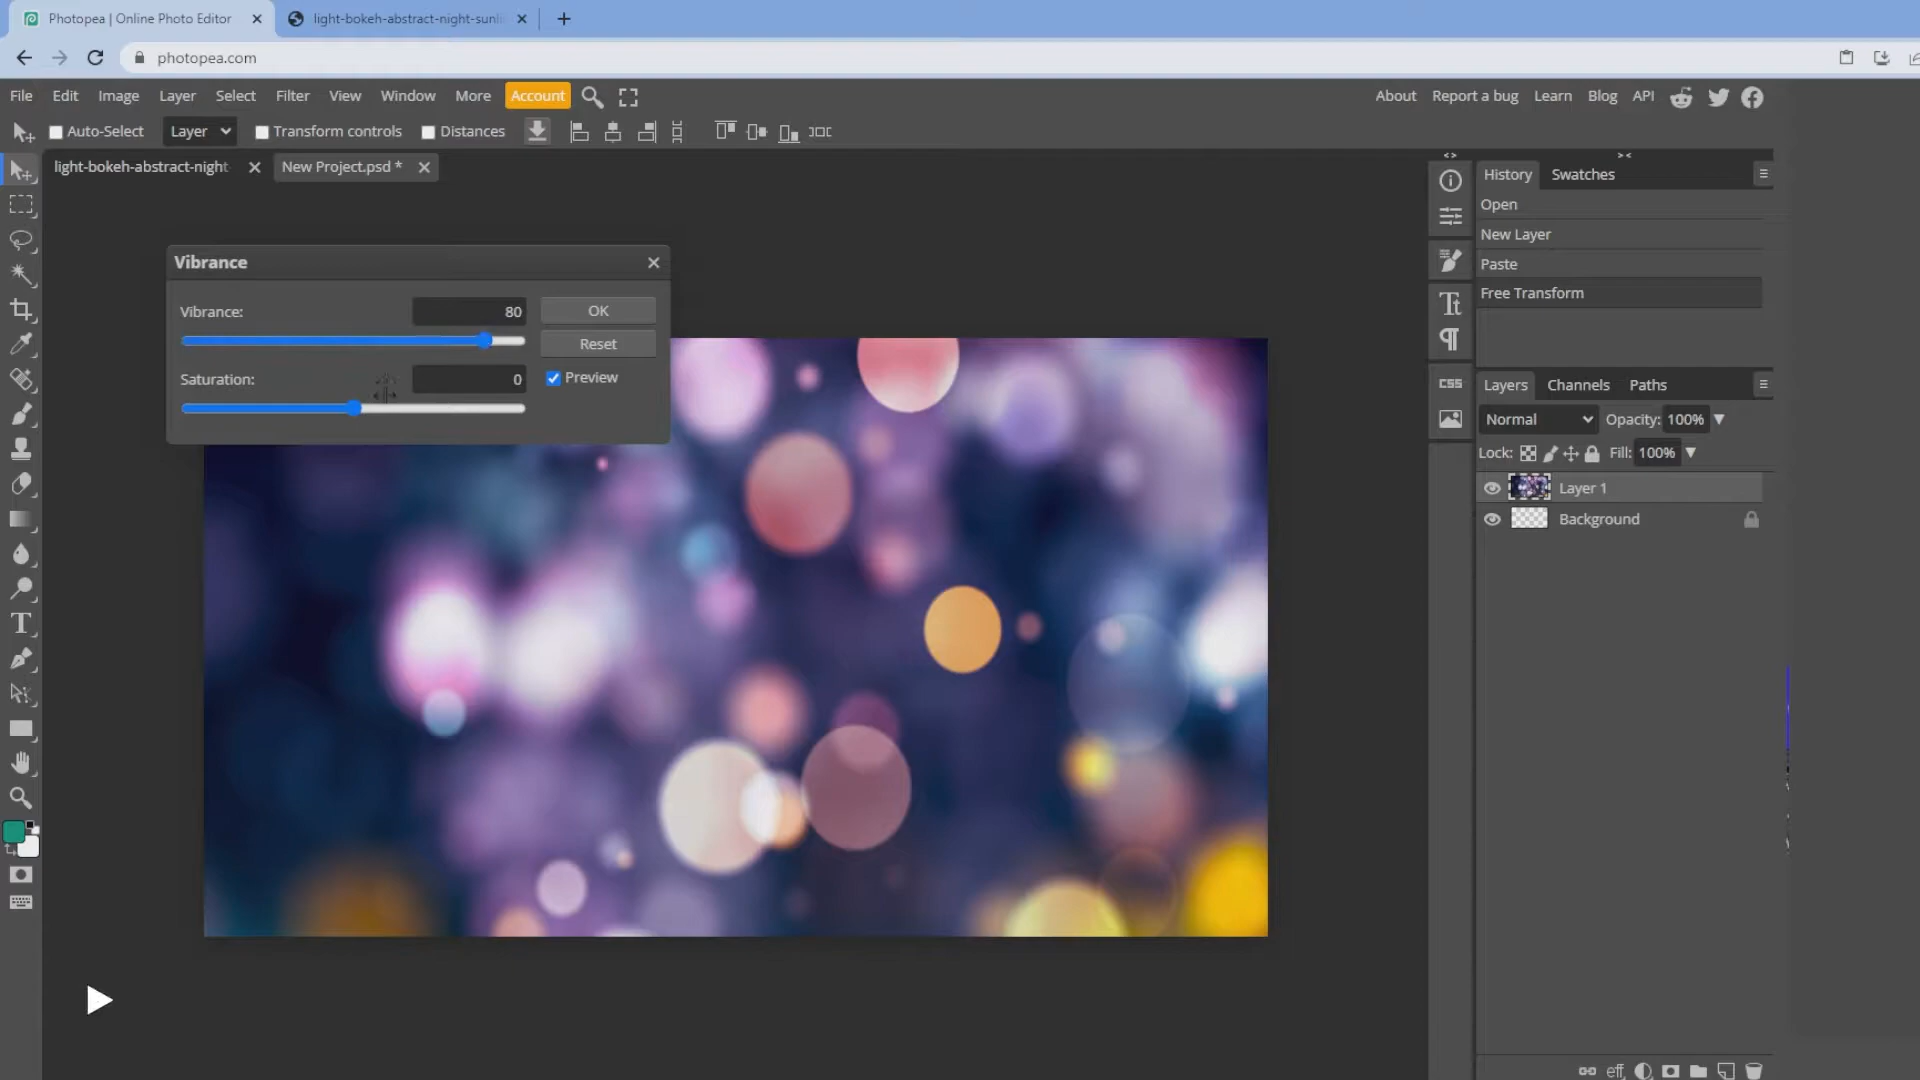 Photopea | Online Photo Editor
light-bokeh-abstract-night-sunli
photopea.com
File Edit Image Layer Select Filter View Window More Account
About Report a bug Learn Blog API
Auto-Select Layer Transform controls Distances
light-bokeh-abstract-night
New Project.psd *
History Swatches
Open
New Layer
Paste
Free Transform
Vibrance
Vibrance: 80 OK
Reset
Saturation: 0 Preview
CSS
Layers Channels Paths
Normal Opacity: 100%
Lock: Fill: 100%
Layer 1
Background
eff